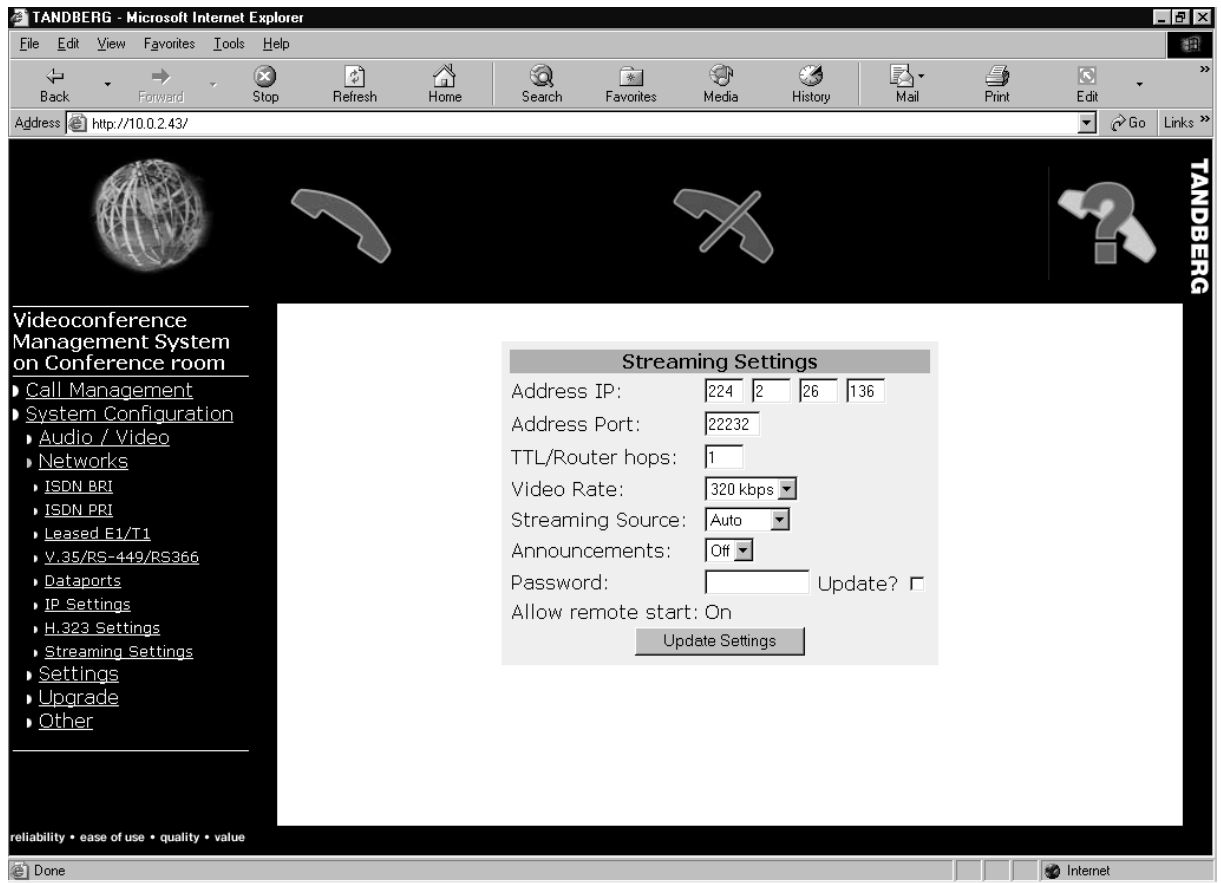 TANDBERG - Microsoft Internet Explorer
File Edit View Favorites Tools Help
Back Forward Stop Refresh Home Search Favorites Media History Mail Print Edit »
Address http://10.0.2.43/ Go Links »
TANDBERG
Videoconference
Management System
on Conference room
Call Management
System Configuration
Audio / Video
Networks
ISDN BRI
ISDN PRI
Leased E1/T1
V.35/RS-449/RS366
Dataports
IP Settings
H.323 Settings
Streaming Settings
Settings
Upgrade
Other
reliability • ease of use • quality • value
Streaming Settings
Address IP: 224 2 26 136
Address Port: 22232
TTL/Router hops: 1
Video Rate: 320 kbps
Streaming Source: Auto
Announcements: Off
Password: Update?
Allow remote start: On
Update Settings
Done Internet